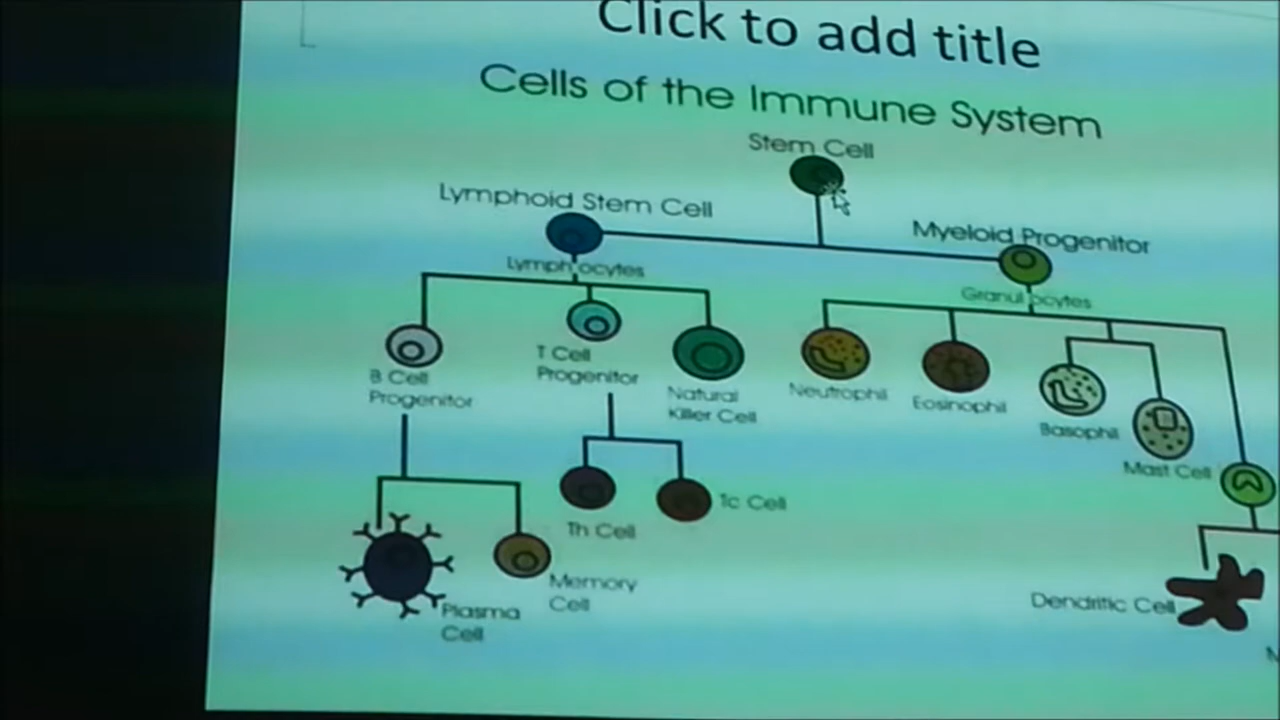 Click to add title
Cells of the Immune System
Stem Cell
Lymphoid Stem Cell
Myeloid Progenitor
Lymphocytes
Granulocytes
B Cell
Progenitor
T Cell
Progenitor
Natural
Killer Cell
Neutrophil
Eosinophil
Basophil
Mast Cell
Th Cell
Tc Cell
Memory
Cell
Plasma
Cell
Dendritic Cell